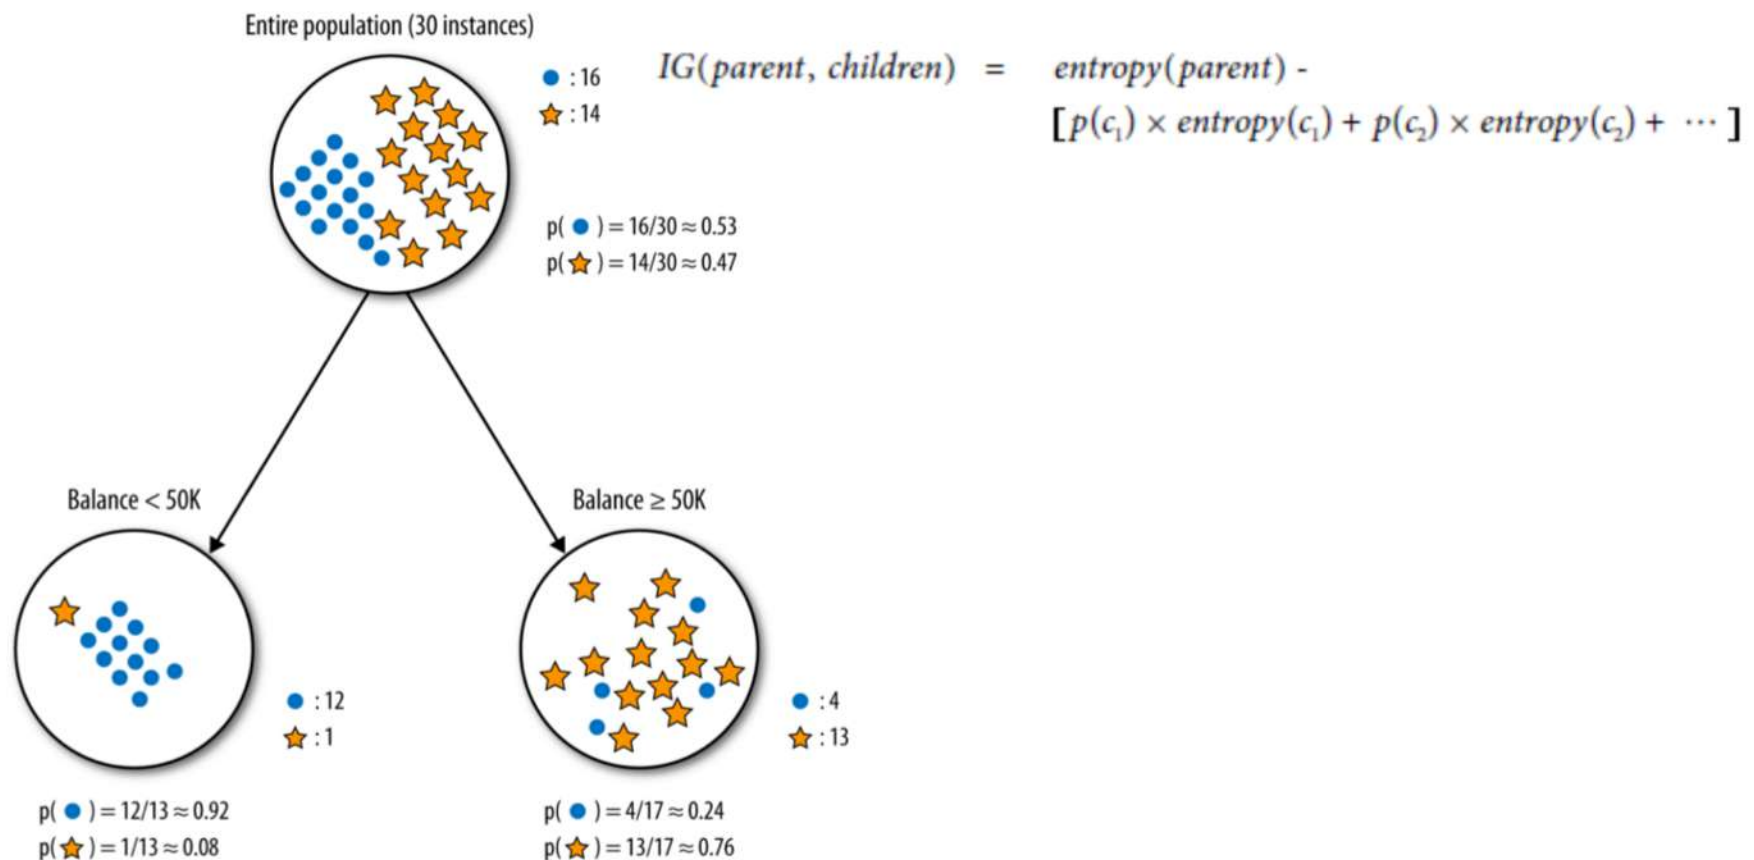 Entire population (30 instances)
● : 16
★ : 14
IG(parent, children) = entropy(parent) -
[p(c₁) × entropy(c₁) + p(c₂) × entropy(c₂) + ⋯]
p( ● ) = 16/30 ≈ 0.53
p( ★ ) = 14/30 ≈ 0.47
Balance < 50K
Balance ≥ 50K
● : 12
★ : 1
● : 4
★ : 13
p( ● ) = 12/13 ≈ 0.92
p( ★ ) = 1/13 ≈ 0.08
p( ● ) = 4/17 ≈ 0.24
p( ★ ) = 13/17 ≈ 0.76